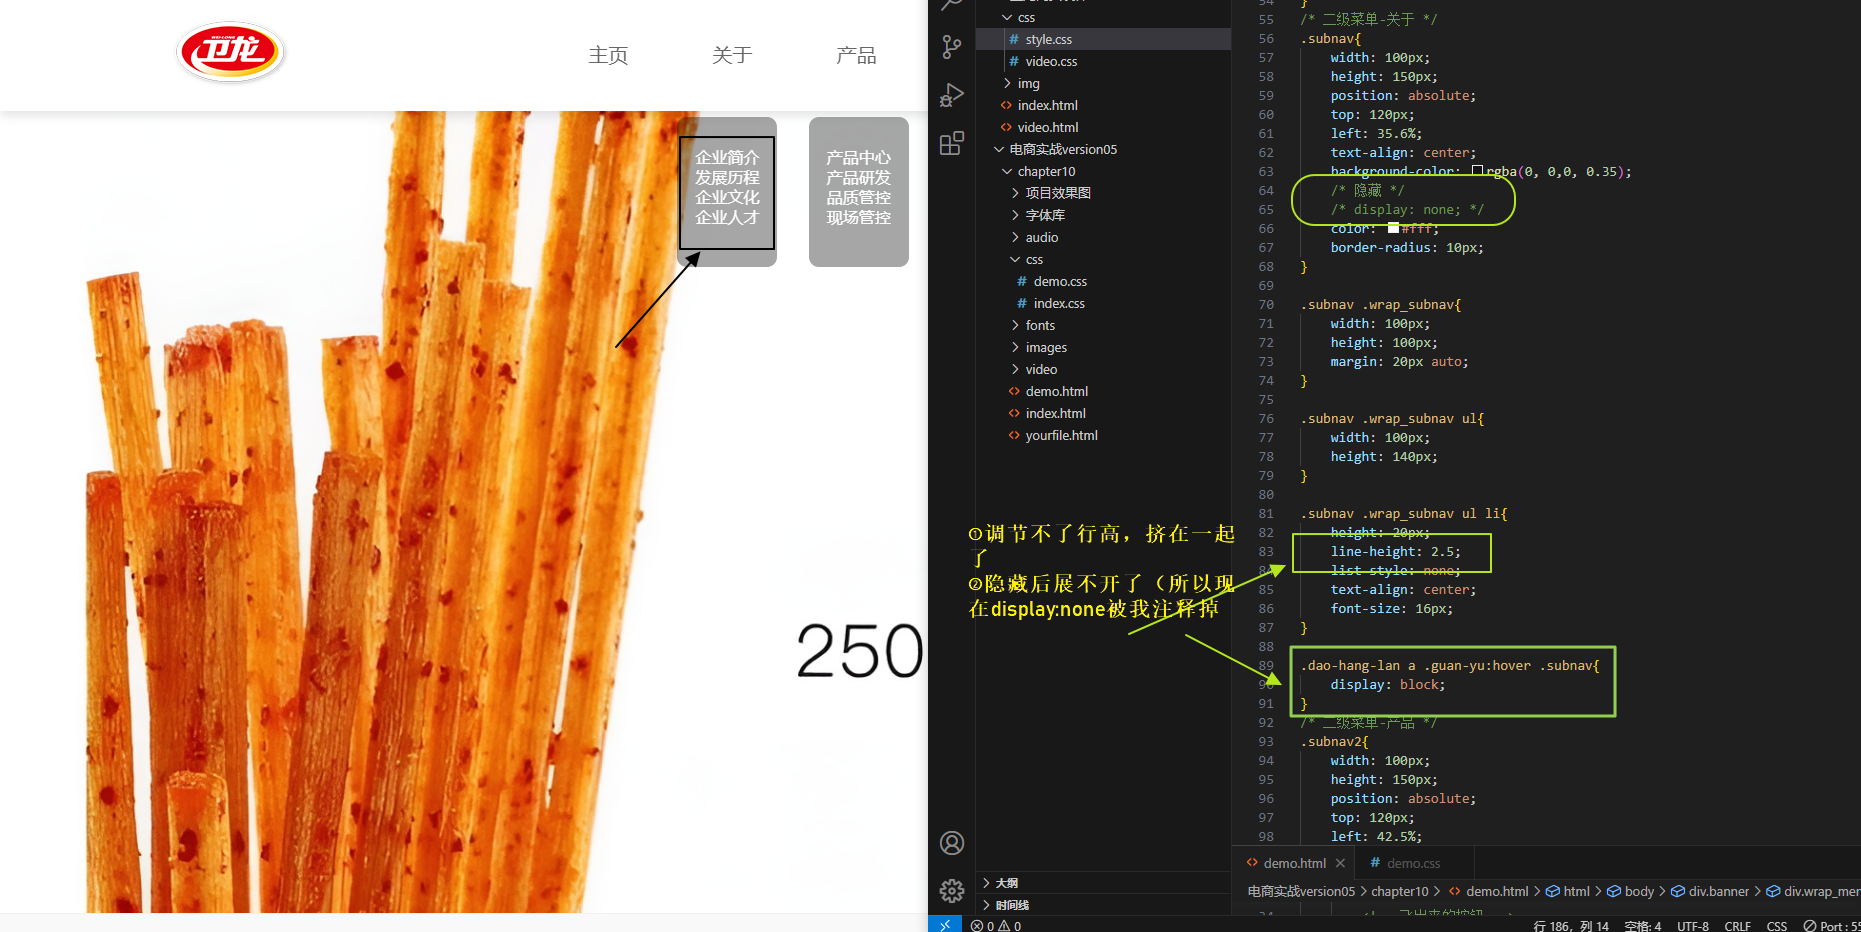 WEI-LONG
卫龙
主页
关于
产品
企业简介
发展历程
企业文化
企业人才
产品中心
产品研发
品质管控
现场管控
250
css
# style.css
# video.css
img
<> index.html
<> video.html
电商实战version05
chapter10
项目效果图
字体库
audio
css
# demo.css
# index.css
fonts
images
video
<> demo.html
<> index.html
<> yourfile.html
①调节不了行高，挤在一起
了
②隐藏后展不开了（所以现
在display:none被我注释掉
大纲
时间线
54 }
55 /* 二级菜单-关于 */
56 .subnav{
57 width: 100px;
58 height: 150px;
59 position: absolute;
60 top: 120px;
61 left: 35.6%;
62 text-align: center;
63 background-color: rgba(0, 0,0, 0.35);
64 /* 隐藏 */
65 /* display: none; */
66 color: #fff;
67 border-radius: 10px;
68 }
69
70 .subnav .wrap_subnav{
71 width: 100px;
72 height: 100px;
73 margin: 20px auto;
74 }
75
76 .subnav .wrap_subnav ul{
77 width: 100px;
78 height: 140px;
79 }
80
81 .subnav .wrap_subnav ul li{
82 height: 20px;
83 line-height: 2.5;
84 list-style: none;
85 text-align: center;
86 font-size: 16px;
87 }
88
89 .dao-hang-lan a .guan-yu:hover .subnav{
90 display: block;
91 }
92 /* 二级菜单-产品 */
93 .subnav2{
94 width: 100px;
95 height: 150px;
96 position: absolute;
97 top: 120px;
98 left: 42.5%;
<> demo.html ×
# demo.css
电商实战version05 > chapter10 > <> demo.html > html > body > div.banner > div.wrap_mer
0 0
行 186，列 14
空格: 4
UTF-8
CRLF
CSS
Port : 55